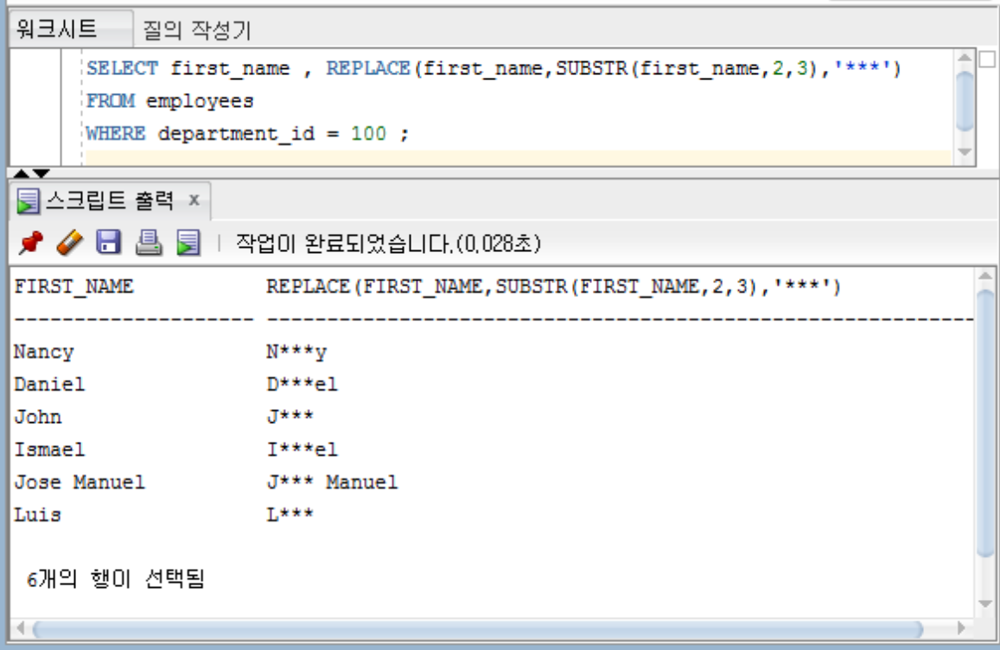 워크시트 질의 작성기
SELECT first_name , REPLACE(first_name,SUBSTR(first_name,2,3),'***')
FROM employees
WHERE department_id = 100 ;
스크립트 출력 x
작업이 완료되었습니다.(0,028초)
FIRST_NAME REPLACE(FIRST_NAME,SUBSTR(FIRST_NAME,2,3),'***')
-------------------- ------------------------------------------------------------
Nancy N***y
Daniel D***el
John J***
Ismael I***el
Jose Manuel J*** Manuel
Luis L***
6개의 행이 선택됨